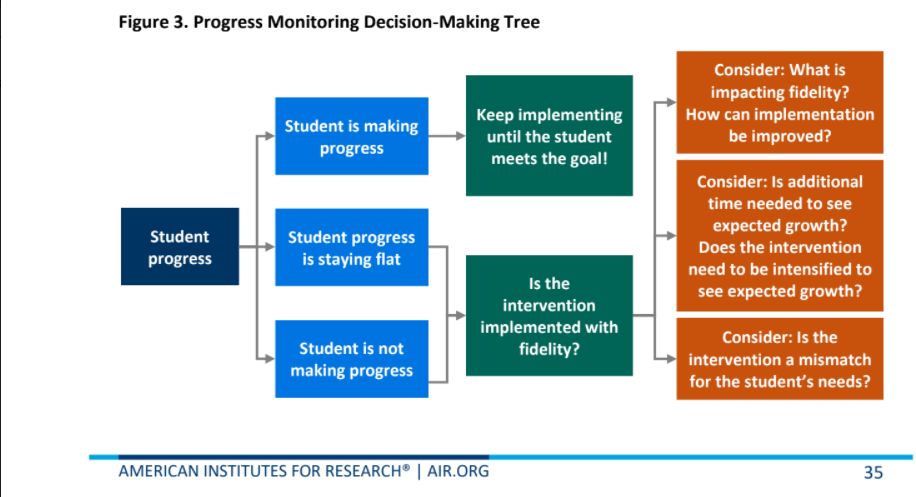 Figure 3. Progress Monitoring Decision-Making Tree
Student
progress
Student is making
progress
Student progress
is staying flat
Student is not
making progress
Keep implementing
until the student
meets the goal!
Is the
intervention
implemented with
fidelity?
Consider: What is
impacting fidelity?
How can implementation
be improved?
Consider: Is additional
time needed to see
expected growth?
Does the intervention
need to be intensified to
see expected growth?
Consider: Is the
intervention a mismatch
for the student’s needs?
AMERICAN INSTITUTES FOR RESEARCH® | AIR.ORG
35